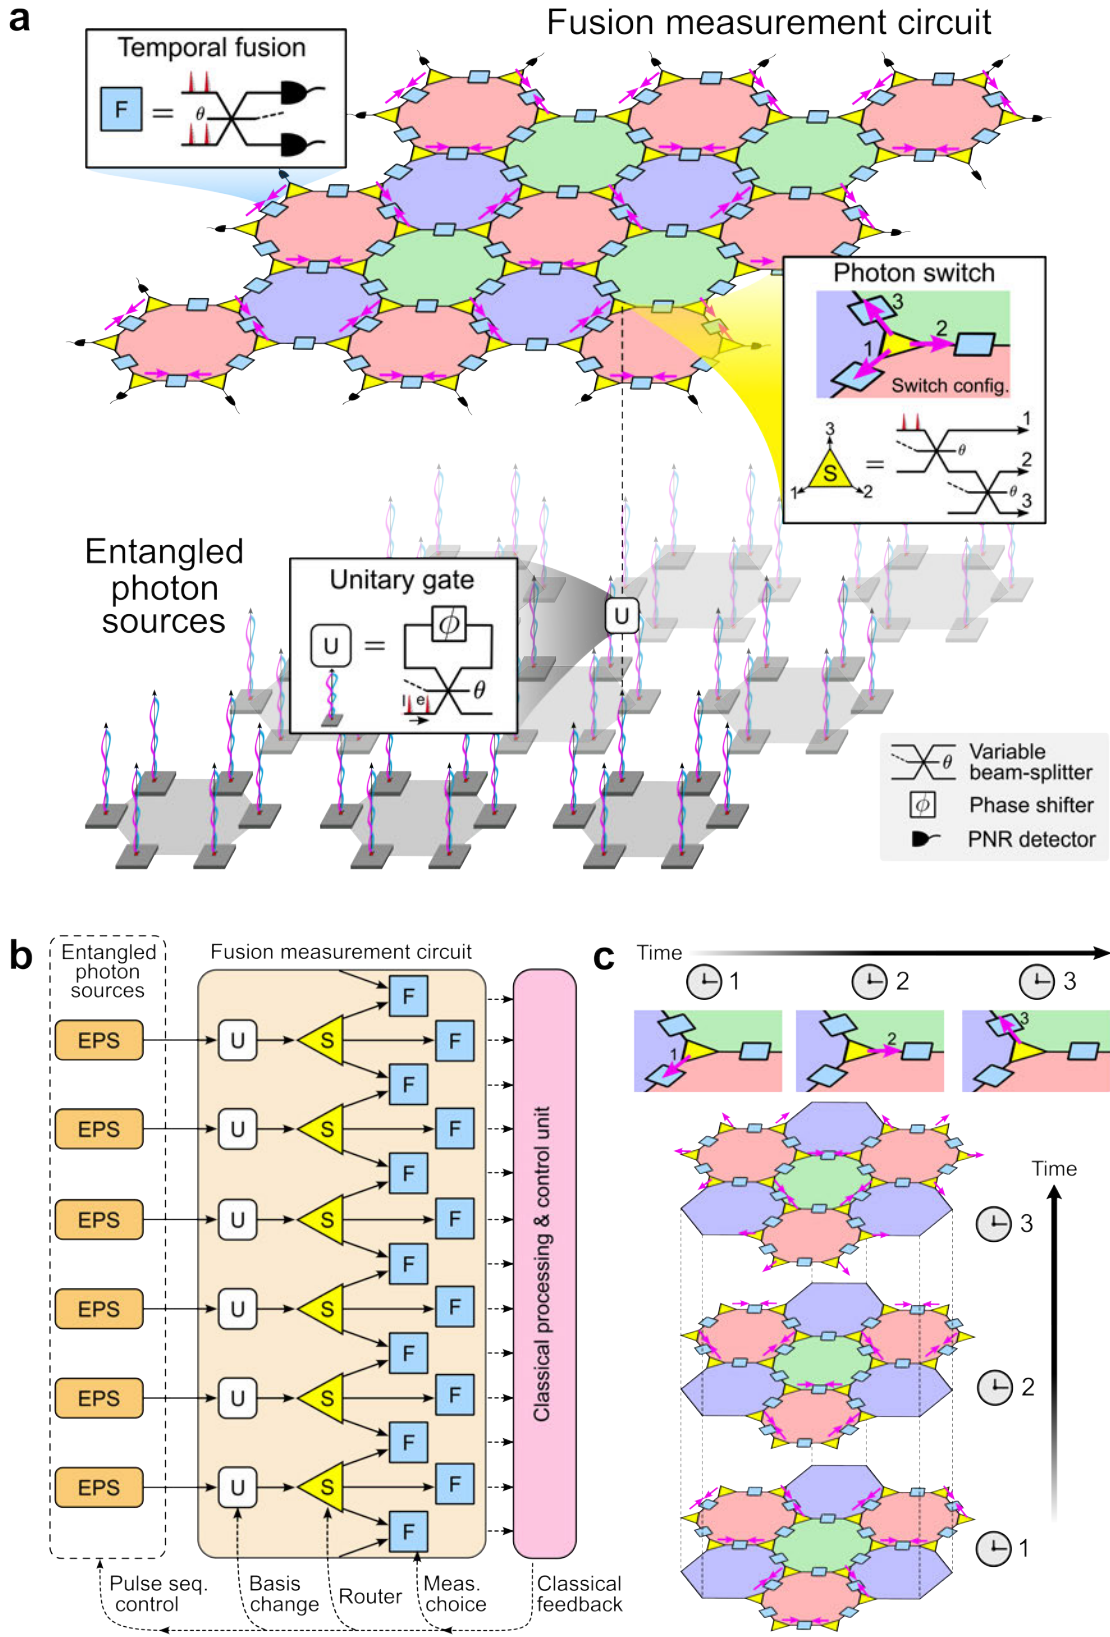 a
Fusion measurement circuit
Temporal fusion
F
=
θ
Photon switch
3
2
1
Switch config.
3
S
1
2
=
θ
θ
1
2
3
Entangled
photon
sources
Unitary gate
U
=
ϕ
θ
l
e
U
θ
Variable
beam-splitter
ϕ
Phase shifter
PNR detector
b
Entangled
photon
sources
Fusion measurement circuit
F
EPS
U
S
F
F
EPS
U
S
F
F
EPS
U
S
F
F
EPS
U
S
F
F
EPS
U
S
F
F
EPS
U
S
F
F
Classical processing & control unit
Pulse seq.
control
Basis
change
Router
Meas.
choice
Classical
feedback
c
Time
1
2
3
1
2
3
Time
3
2
1